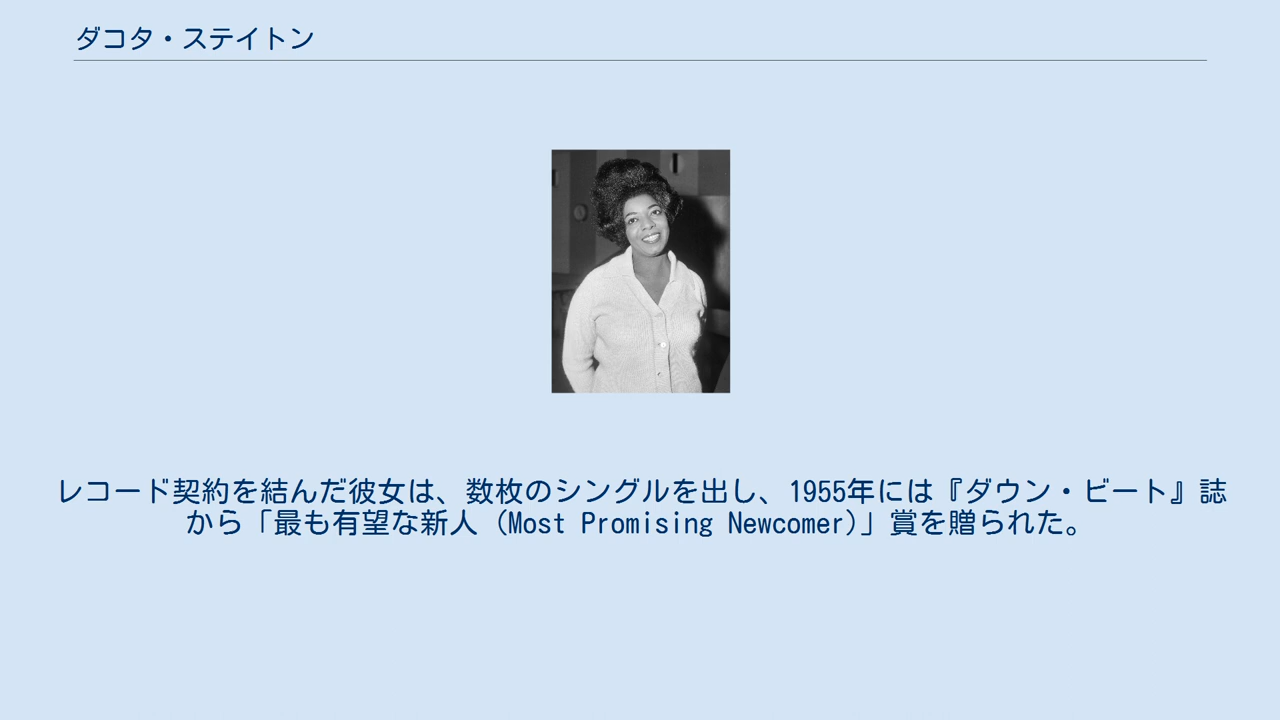 ダコタ・ステイトン
レコード契約を結んだ彼女は、数枚のシングルを出し、1955年には『ダウン・ビート』誌
から「最も有望な新人 (Most Promising Newcomer)」賞を贈られた。